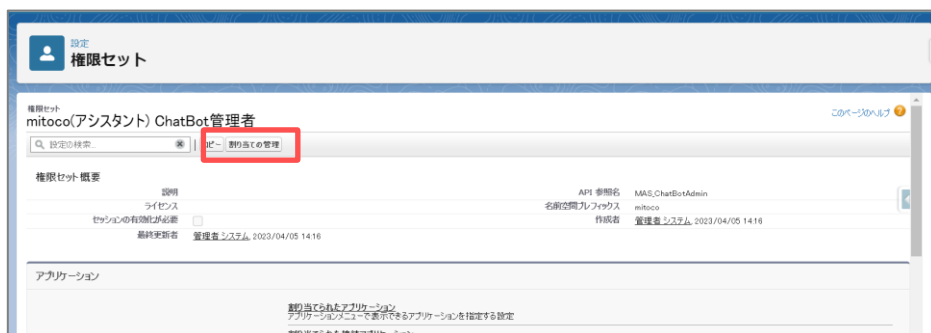 設定
権限セット
権限セット
mitoco(アシスタント) ChatBot管理者
このページのヘルプ
設定の検索...
コピー 割り当ての管理
権限セット概要
説明
API 参照名 MAS_ChatBotAdmin
ライセンス
名前空間プレフィックス mitoco
セッションの有効化が必要
作成者 管理者 システム, 2023/04/05 14:16
最終更新者 管理者 システム, 2023/04/05 14:16
アプリケーション
割り当てられたアプリケーション
アプリケーションメニューで表示できるアプリケーションを指定する設定